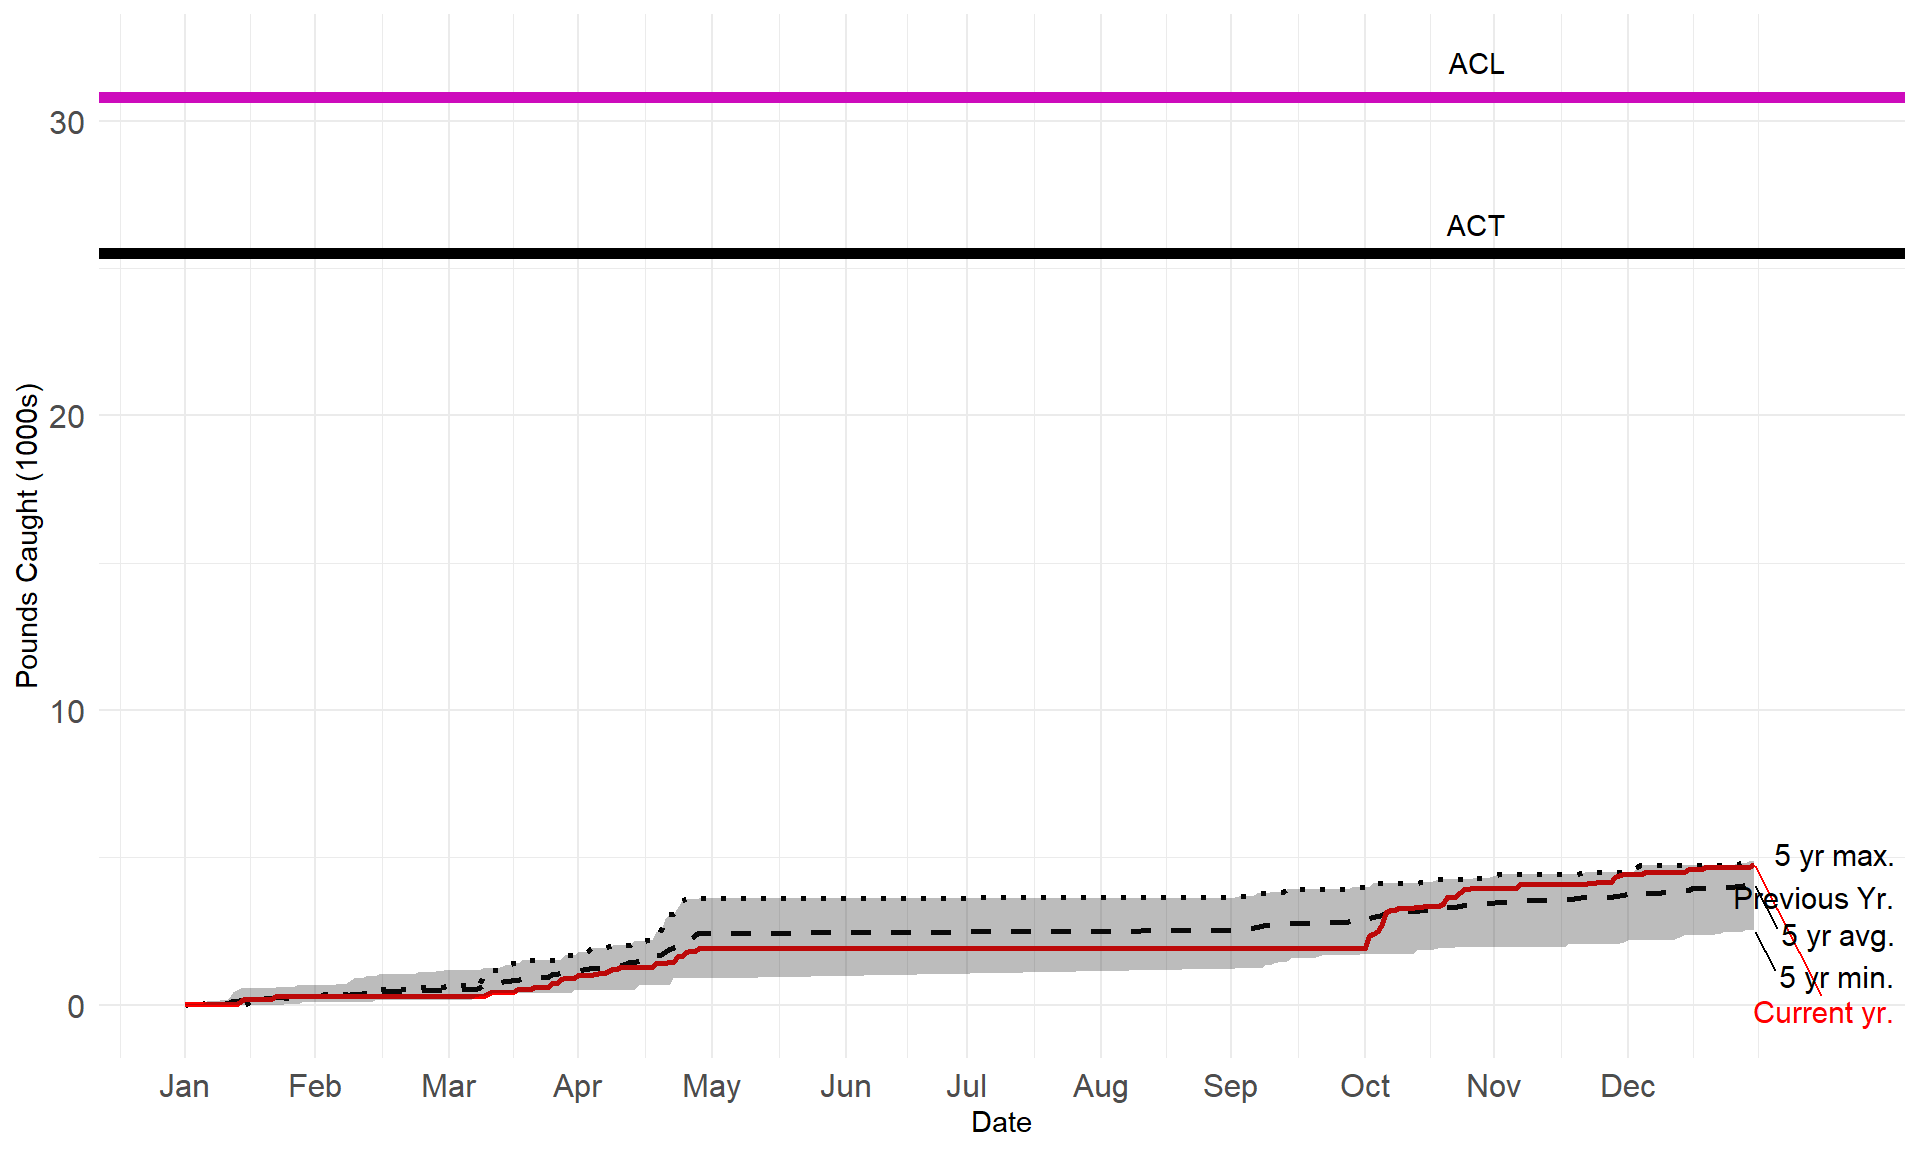 ACL
30
ACT
20
Pounds Caught (1000s)
10
5 yr max.
Previous Yr.
5 yr avg.
5 yr min.
0
Current yr.
Jan Feb Mar Apr May Jun Jul Aug Sep Oct Nov Dec
Date